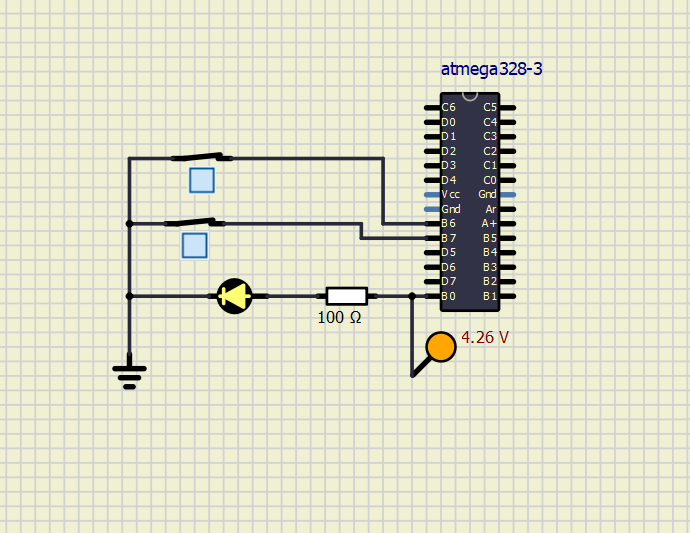 atmega328-3
C6 C5
D0 C4
D1 C3
D2 C2
D3 C1
D4 C0
Vcc Gnd
Gnd Ar
B6 A+
B7 B5
D5 B4
D6 B3
D7 B2
B0 B1
100 Ω
4.26 V